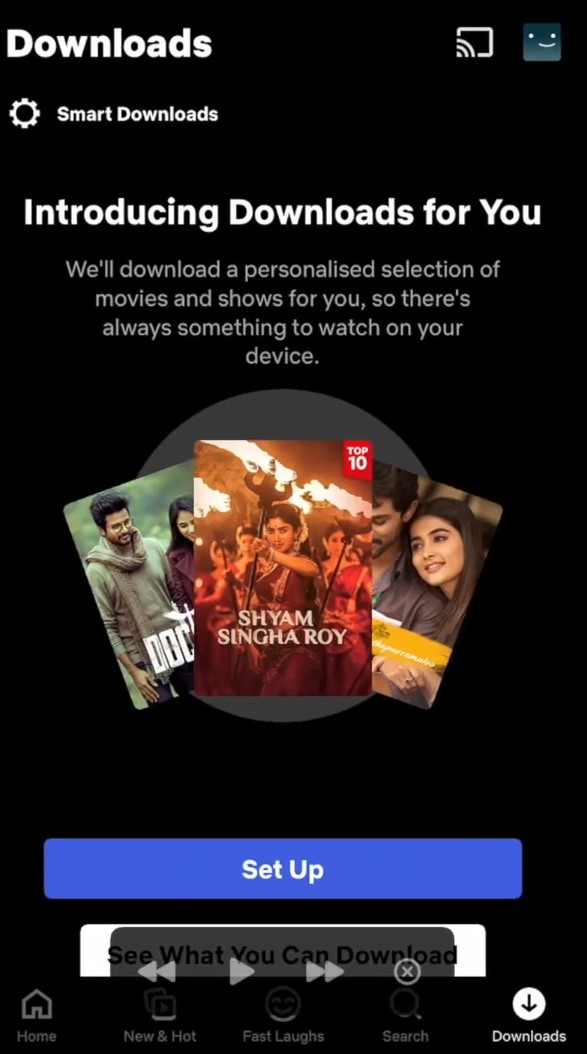 Downloads
Smart Downloads
Introducing Downloads for You
We'll download a personalised selection of
movies and shows for you, so there's
always something to watch on your
device.
TOP
10
SHYAM
SINGHA ROY
Set Up
See What You Can Download
Home
New & Hot
Fast Laughs
Search
Downloads